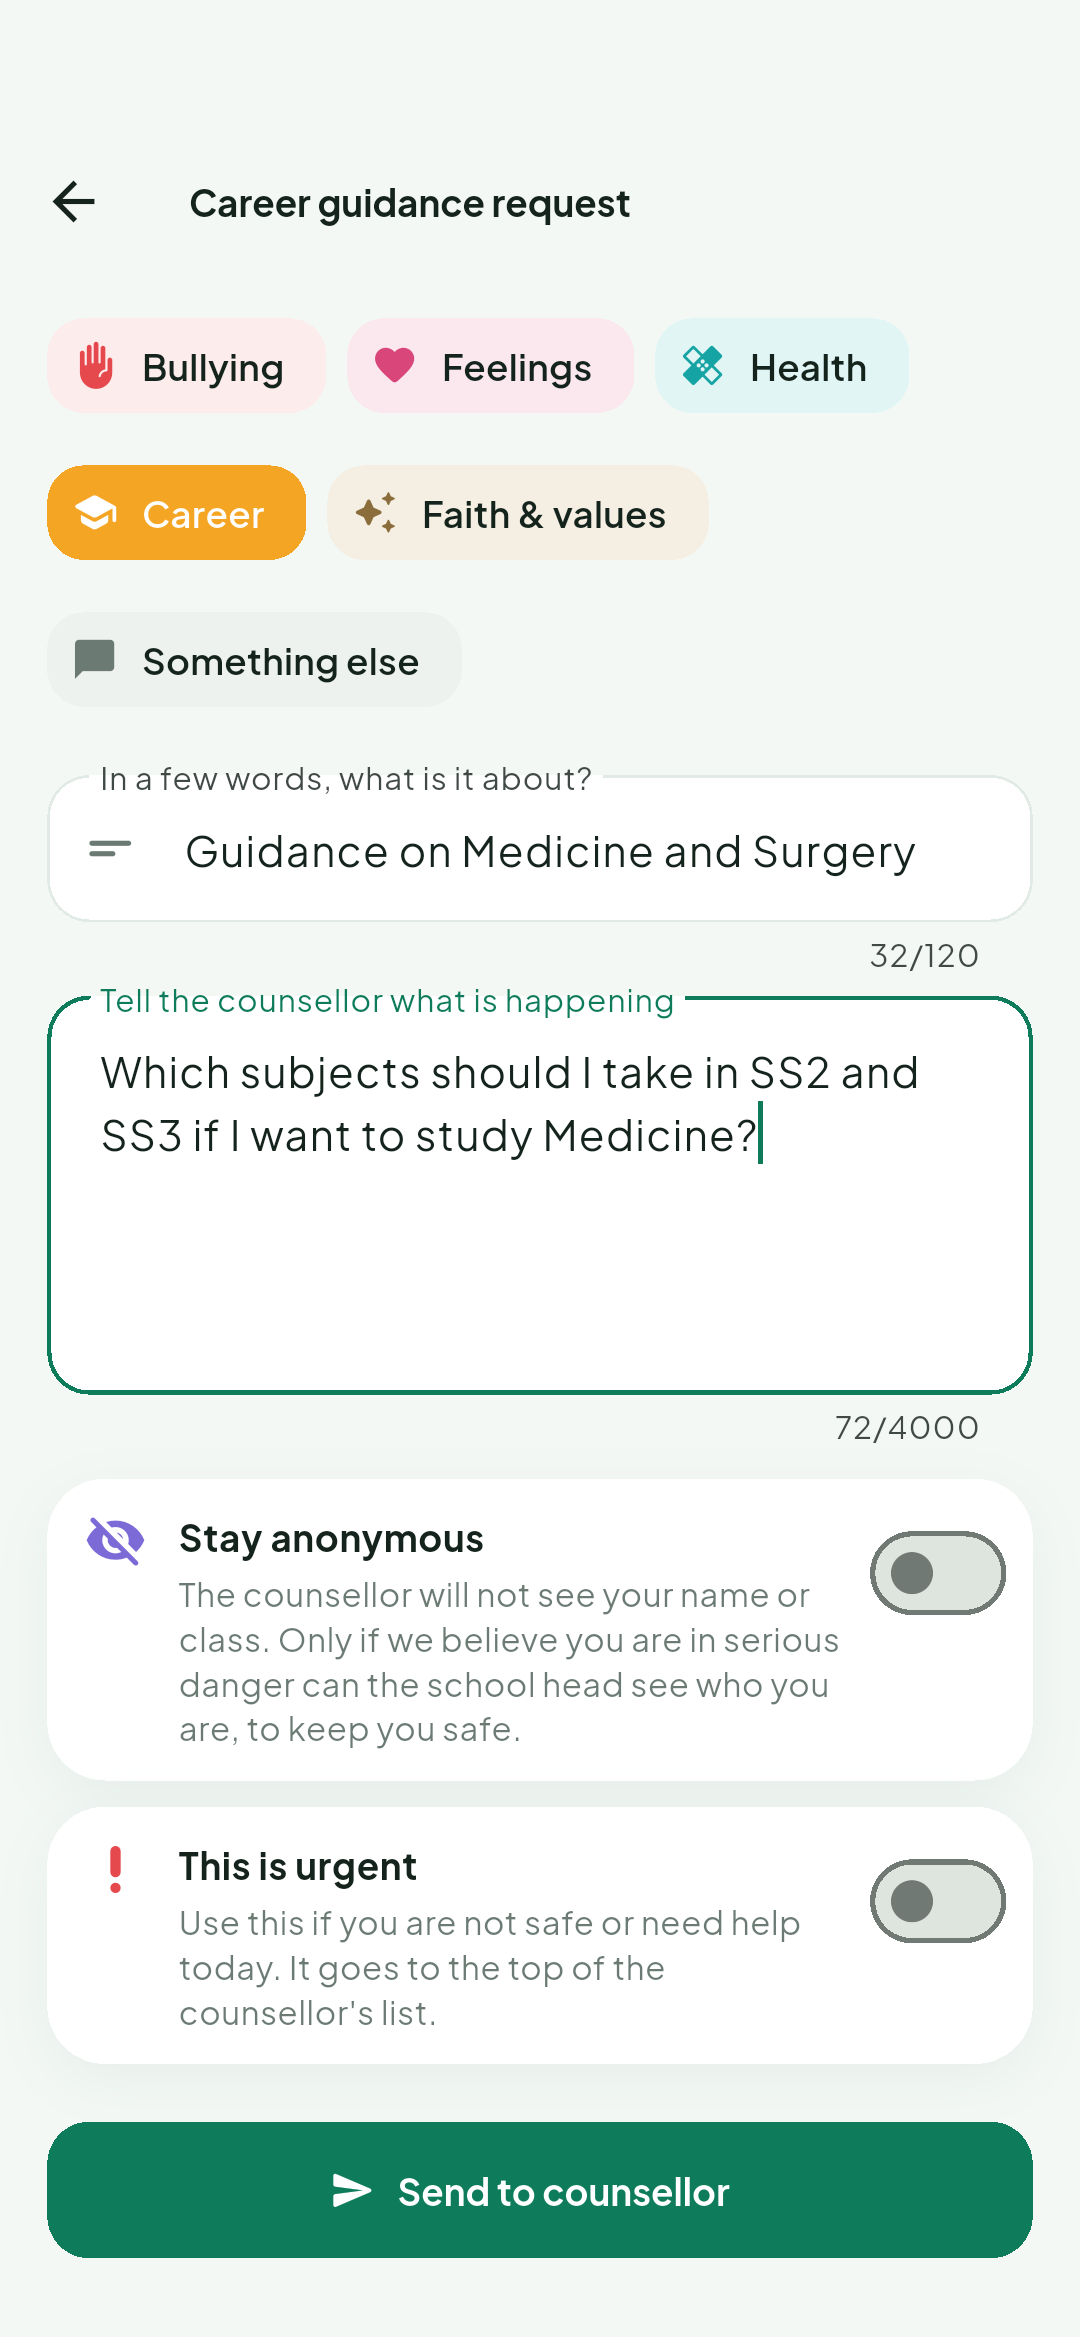 Career guidance request
Bullying
Feelings
Health
Career
Faith & values
Something else
In a few words, what is it about?
Guidance on Medicine and Surgery
32/120
Tell the counsellor what is happening
Which subjects should I take in SS2 and
SS3 if I want to study Medicine?
72/4000
Stay anonymous
The counsellor will not see your name or
class. Only if we believe you are in serious
danger can the school head see who you
are, to keep you safe.
This is urgent
Use this if you are not safe or need help
today. It goes to the top of the
counsellor's list.
Send to counsellor